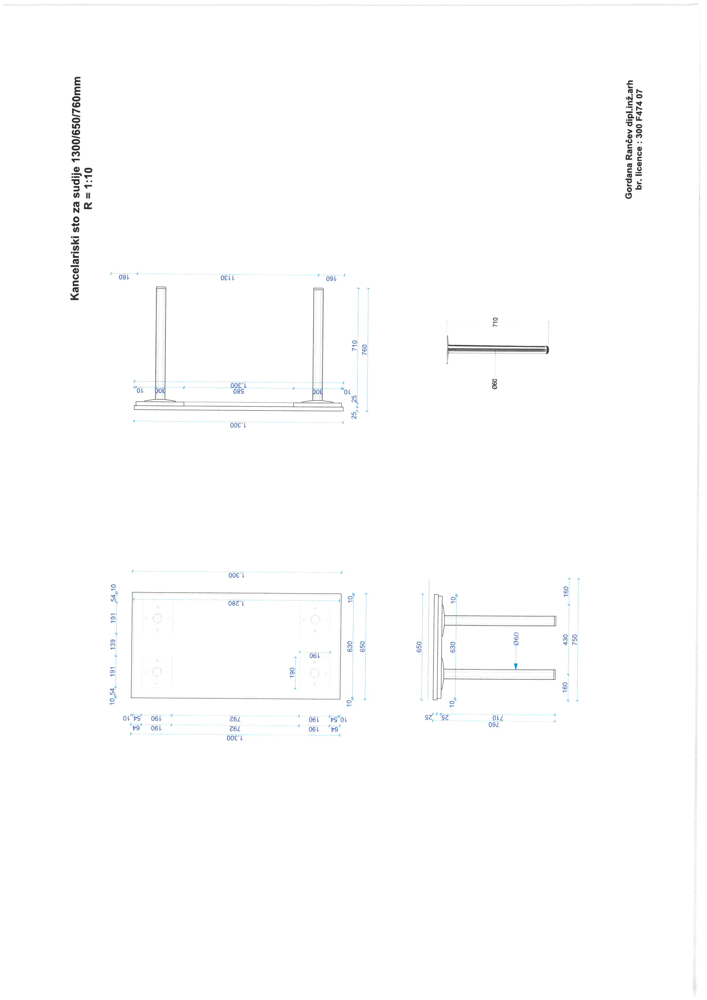 Kancelariski sto za sudije 1300/650/760mm
R = 1:10
10 54 191 139 191 54 10
1.300
1.280
190
190
10 630 10
650
10 54 190 792 190 54 10
64 190 792 190 64
1.300
160 1130 160
1.300
10 300 580 300 10
1.300
25 25 710
760
650
10 630 10
Ø60
160 430 160
750
25 25 710
760
710
Ø60
Gordana Rančev dipl.inž.arh
br. licence : 300 F474 07